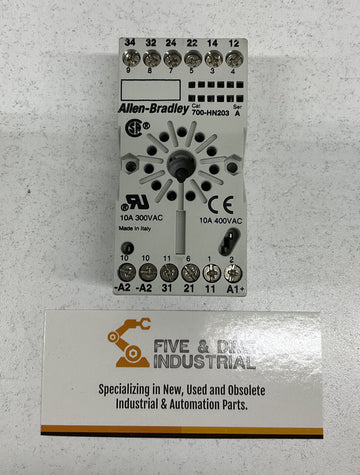 34 32 24 22 14 12
9 8 7 5 3 4
Cat Ser
Allen-Bradley 700-HN203 A
10A 300VAC 10A 400VAC
Made in Italy
10 10 11 6 1 2
-A2 -A2 31 21 11 A1+
FIVE & DIME
INDUSTRIAL
Specializing in New, Used and Obsolete
Industrial & Automation Parts.